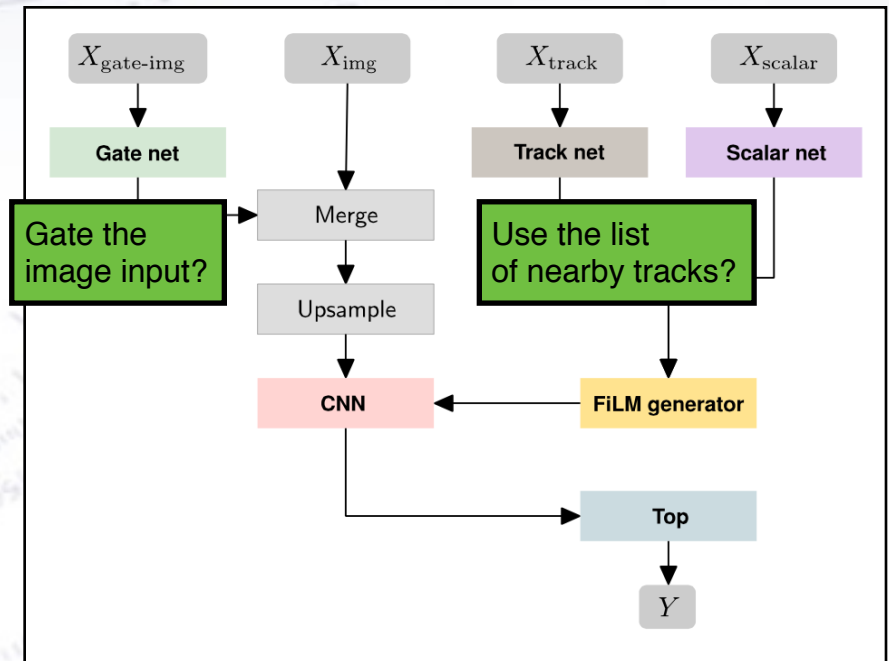 X_gate-img
X_img
X_track
X_scalar
Gate net
Track net
Scalar net
Merge
Gate the
image input?
Use the list
of nearby tracks?
Upsample
CNN
FiLM generator
Top
Y